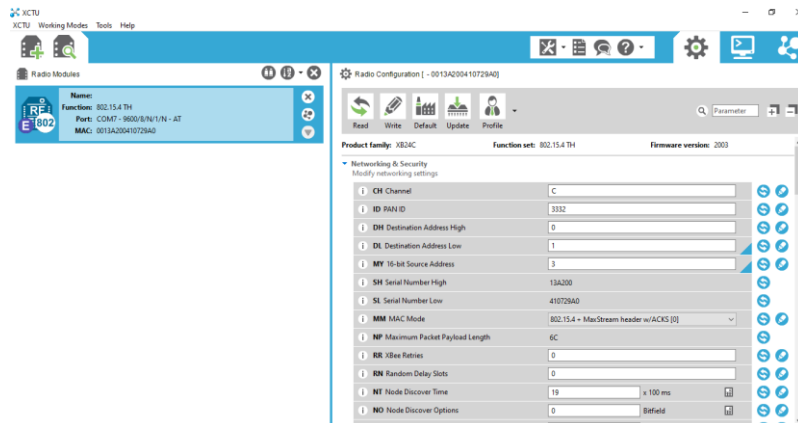 XCTU
XCTU Working Modes Tools Help
Radio Modules
Name:
Function: 802.15.4 TH
Port: COM7 - 9600/8/N/1/N - AT
MAC: 0013A200410729A0
RF
E 802
Radio Configuration [ - 0013A200410729A0]
Read Write Default Update Profile
Parameter
Product family: XB24C Function set: 802.15.4 TH Firmware version: 2003
Networking & Security
Modify networking settings
i CH Channel C
i ID PAN ID 3332
i DH Destination Address High 0
i DL Destination Address Low 1
i MY 16-bit Source Address 3
i SH Serial Number High 13A200
i SL Serial Number Low 410729A0
i MM MAC Mode 802.15.4 + MaxStream header w/ACKS [0]
i NP Maximum Packet Payload Length 6C
i RR XBee Retries 0
i RN Random Delay Slots 0
i NT Node Discover Time 19 x 100 ms
i NO Node Discover Options 0 Bitfield